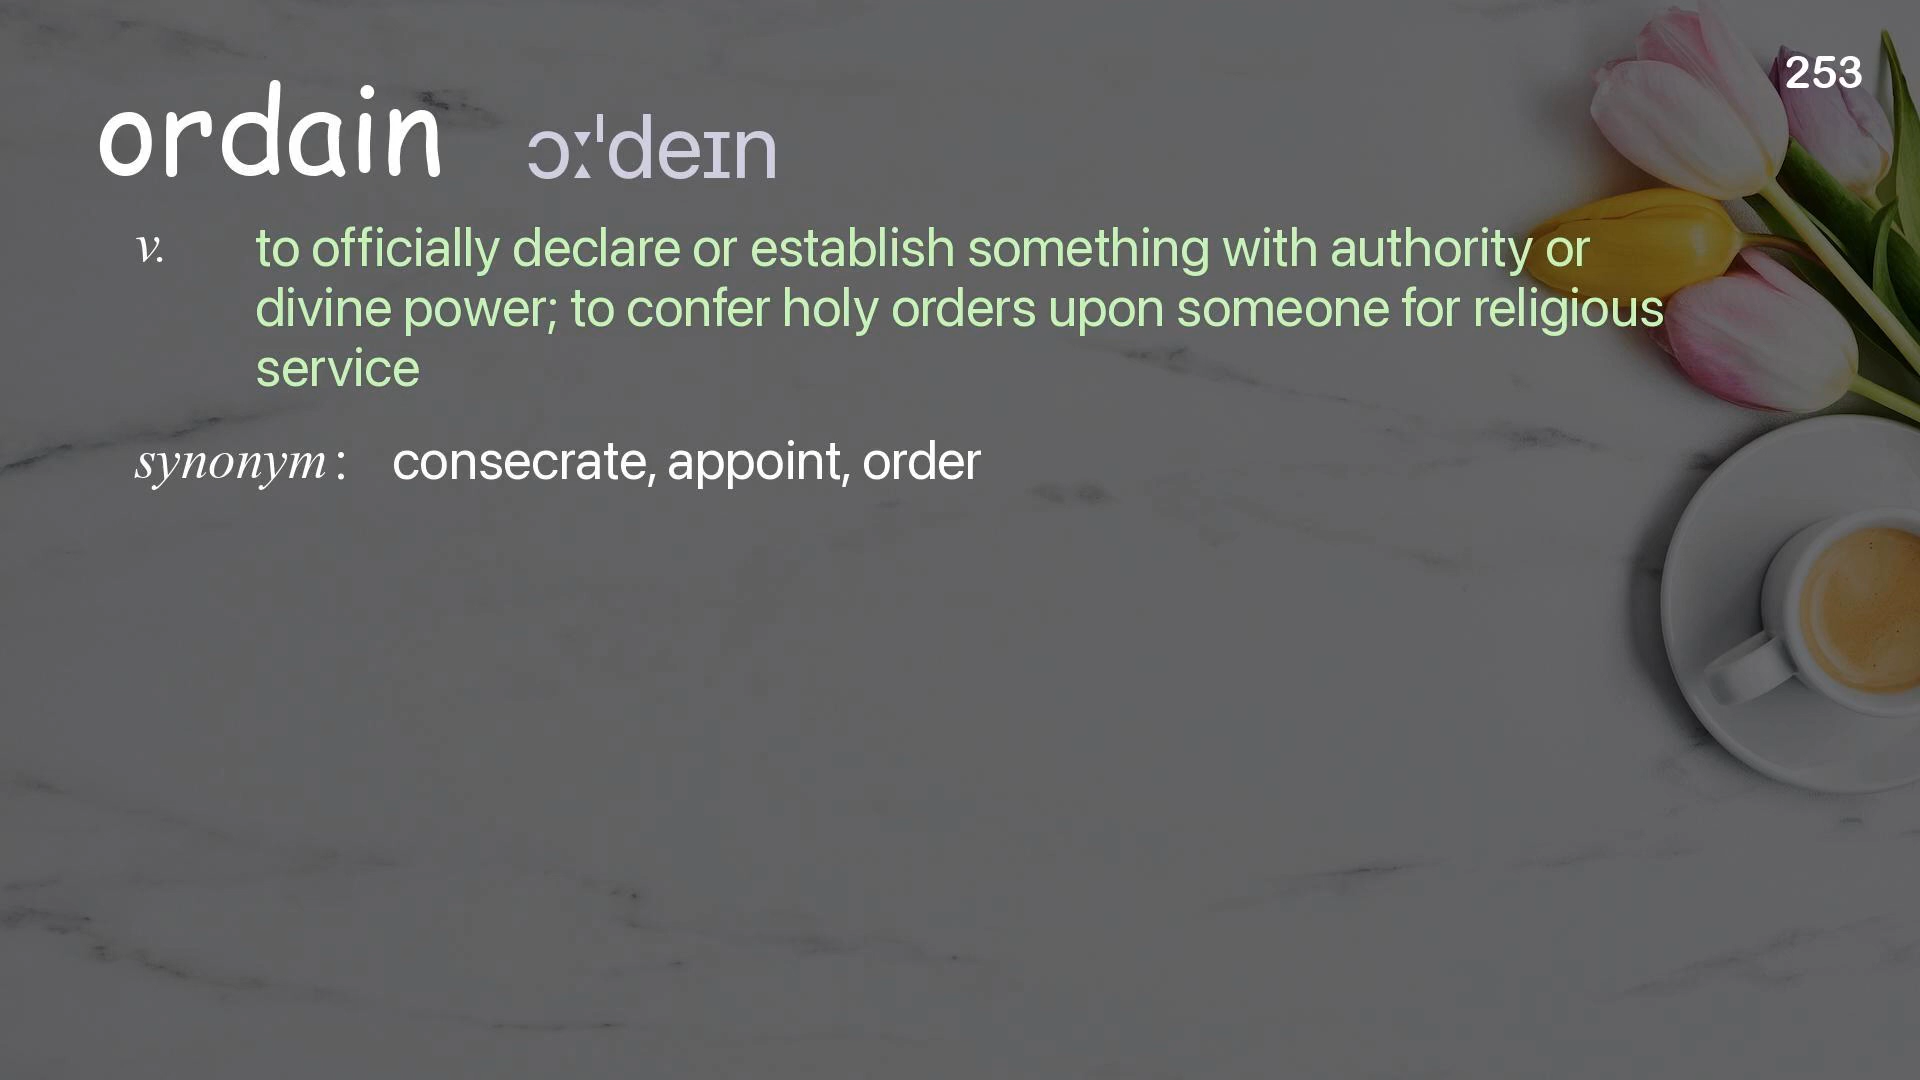 253
ordain ɔːˈdeɪn
v. to officially declare or establish something with authority or
divine power; to confer holy orders upon someone for religious
service
synonym : consecrate, appoint, order